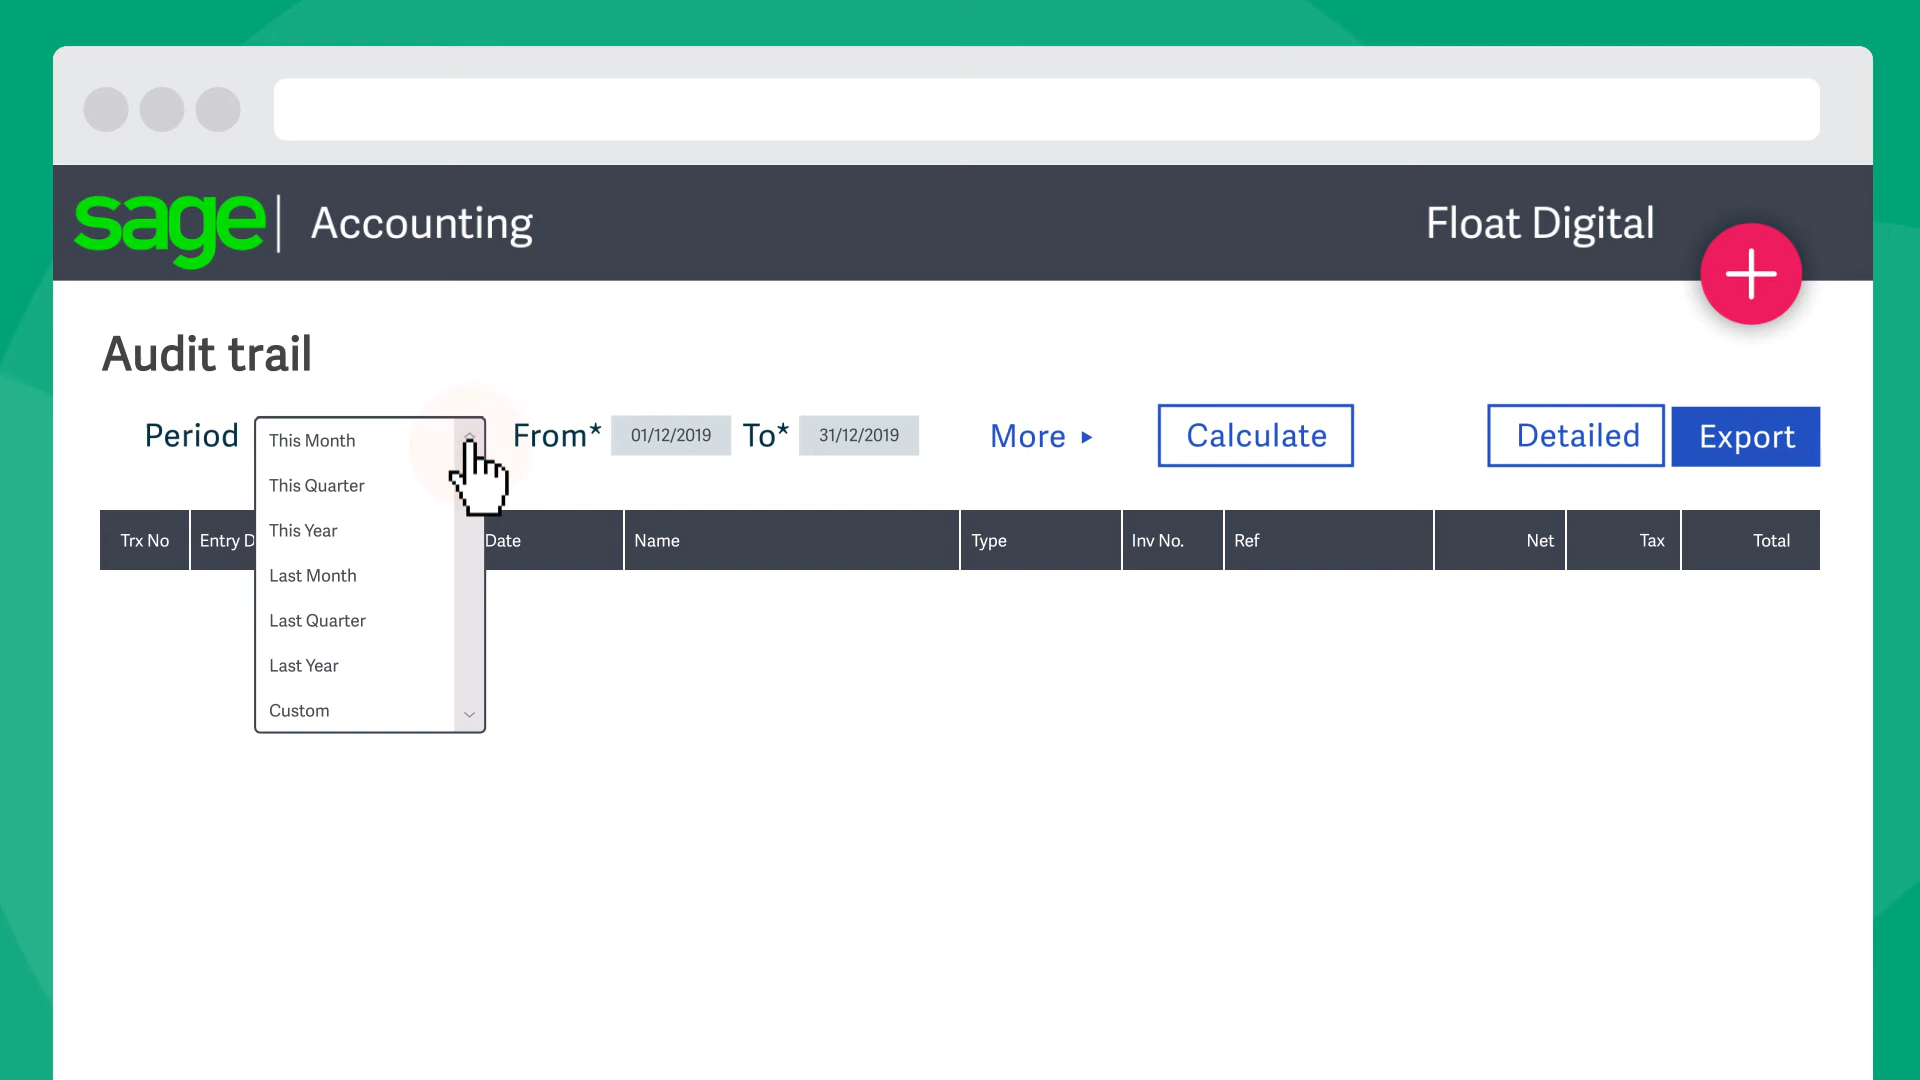 sage Accounting
Float Digital
Audit trail
Period
From* 01/12/2019 To* 31/12/2019
More
Calculate
Detailed
Export
This Month
This Quarter
This Year
Last Month
Last Quarter
Last Year
Custom
Trx No
Entry D
Date
Name
Type
Inv No.
Ref
Net
Tax
Total